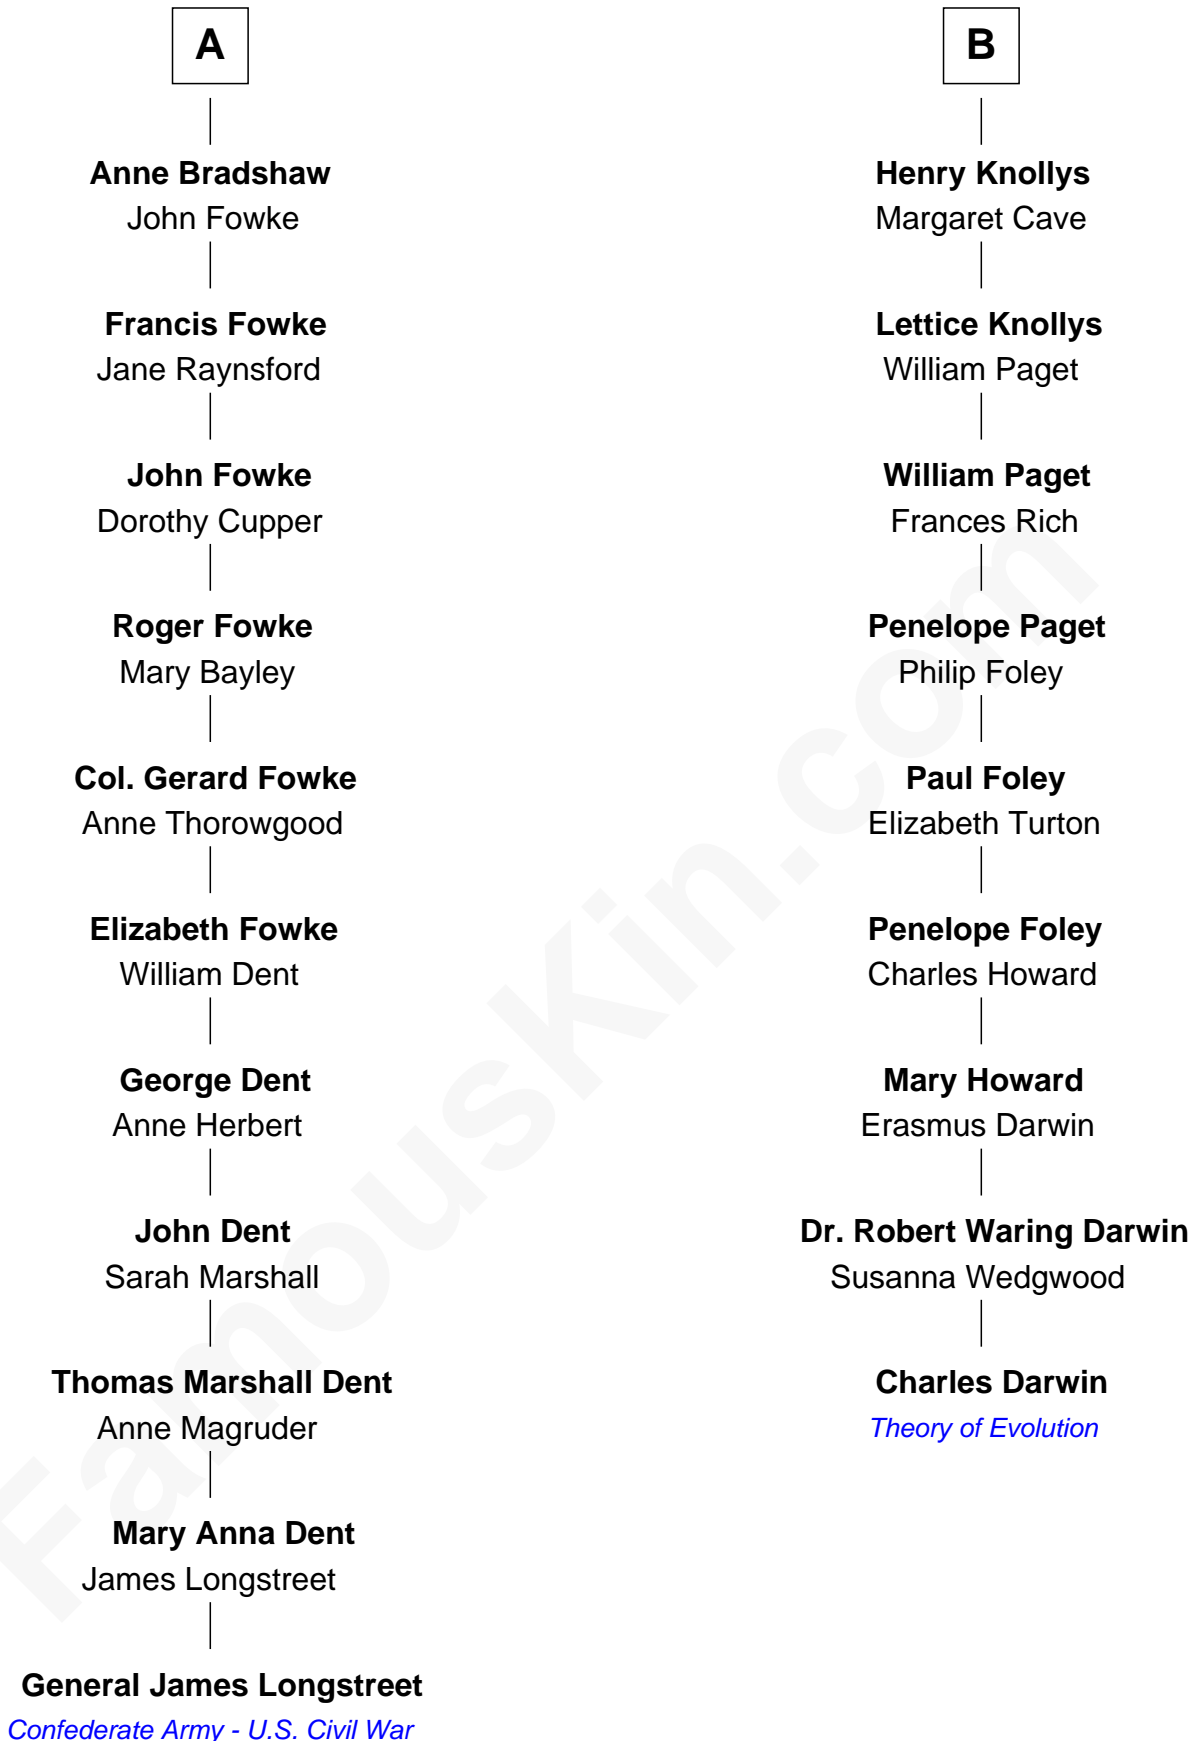 A
Anne Bradshaw
John Fowke
Francis Fowke
Jane Raynsford
John Fowke
Dorothy Cupper
Roger Fowke
Mary Bayley
Col. Gerard Fowke
Anne Thorowgood
Elizabeth Fowke
William Dent
George Dent
Anne Herbert
John Dent
Sarah Marshall
Thomas Marshall Dent
Anne Magruder
Mary Anna Dent
James Longstreet
General James Longstreet
Confederate Army - U.S. Civil War
B
Henry Knollys
Margaret Cave
Lettice Knollys
William Paget
William Paget
Frances Rich
Penelope Paget
Philip Foley
Paul Foley
Elizabeth Turton
Penelope Foley
Charles Howard
Mary Howard
Erasmus Darwin
Dr. Robert Waring Darwin
Susanna Wedgwood
Charles Darwin
Theory of Evolution
FamousKin.com